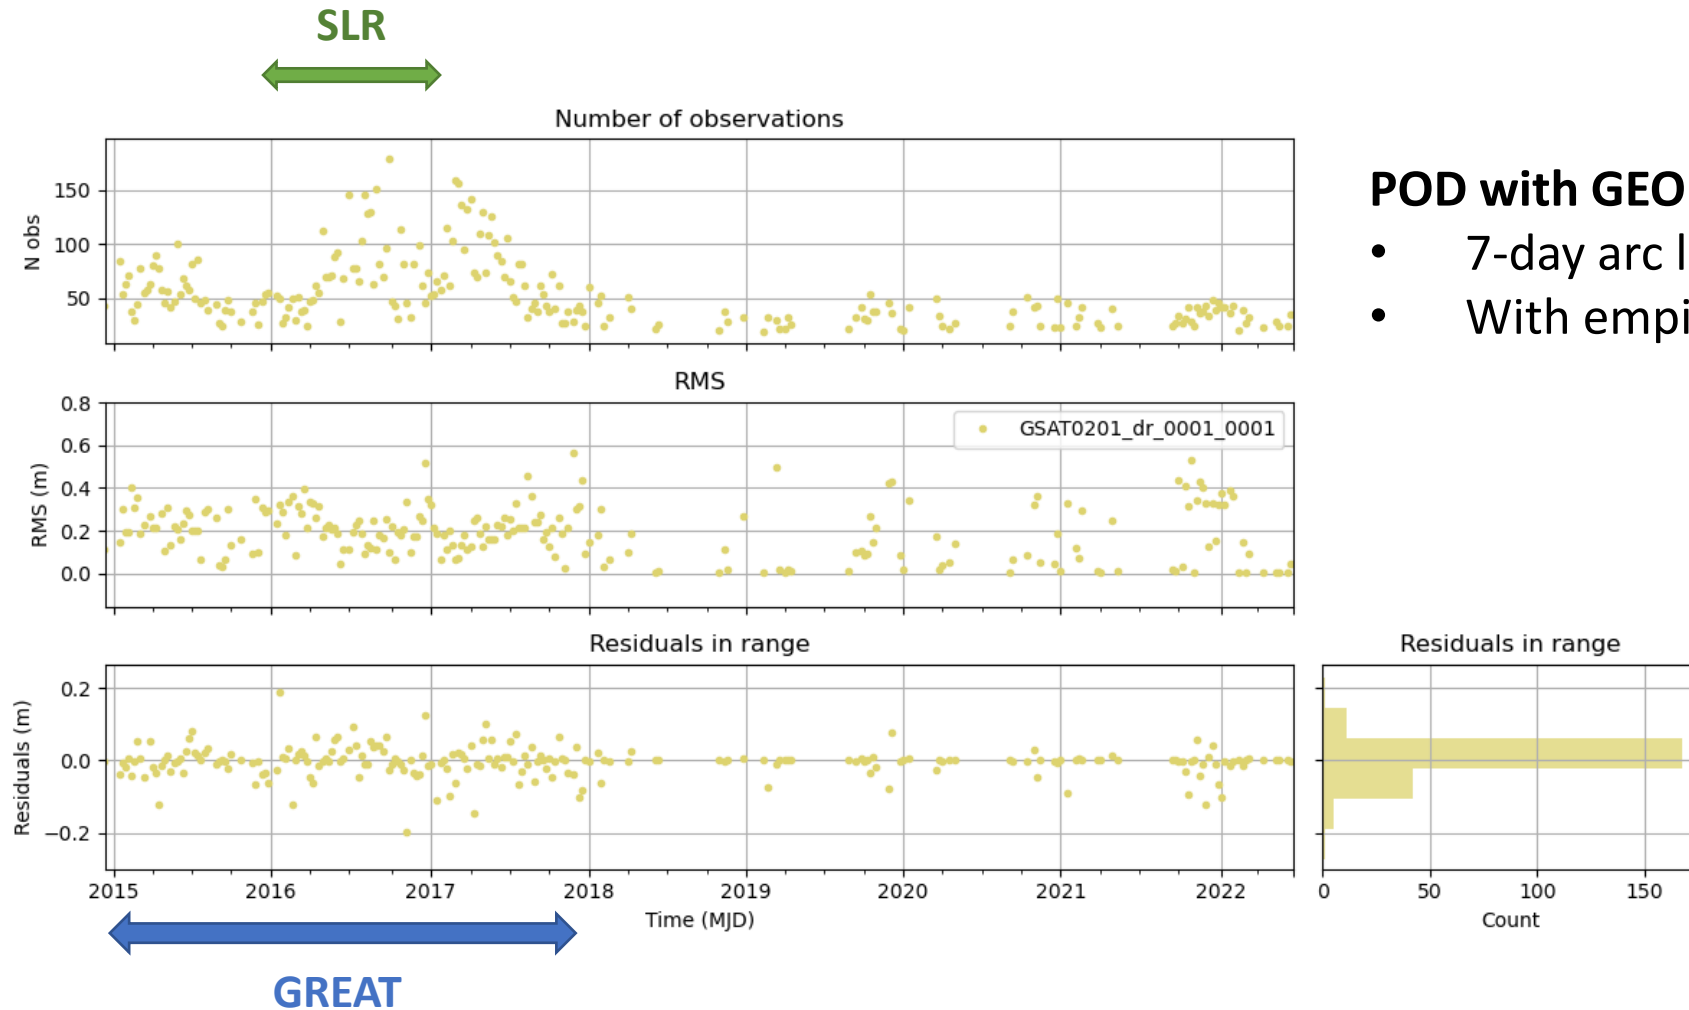 SLR
Number of observations
N obs
150
100
50
RMS
RMS (m)
0.8
0.6
0.4
0.2
0.0
GSAT0201_dr_0001_0001
Residuals in range
Residuals (m)
0.2
0.0
−0.2
2015 2016 2017 2018 2019 2020 2021 2022
Time (MJD)
GREAT
Residuals in range
0 50 100 150
Count
POD with GEO
• 7-day arc l
• With empi